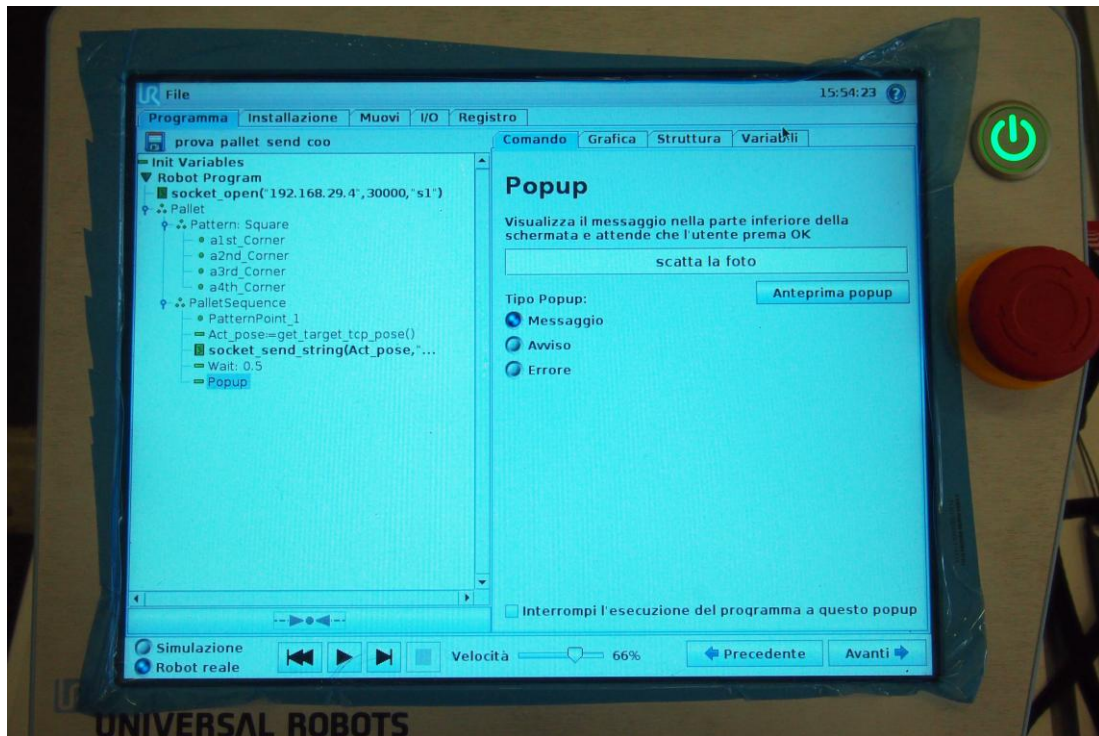 UR File
15:54:23 ?
Programma Installazione Muovi I/O Registro
prova pallet send coo
Init Variables
Robot Program
socket_open("192.168.29.4",30000,"s1")
Pallet
Pattern: Square
a1st_Corner
a2nd_Corner
a3rd_Corner
a4th_Corner
PalletSequence
PatternPoint_1
Act_pose:=get_target_tcp_pose()
socket_send_string(Act_pose,"...
Wait: 0.5
Popup
Comando Grafica Struttura Variabili
Popup
Visualizza il messaggio nella parte inferiore della
schermata e attende che l'utente prema OK
scatta la foto
Anteprima popup
Tipo Popup:
Messaggio
Avviso
Errore
Interrompi l'esecuzione del programma a questo popup
Simulazione
Robot reale
Velocità 66%
Precedente
Avanti
UR
UNIVERSAL ROBOTS